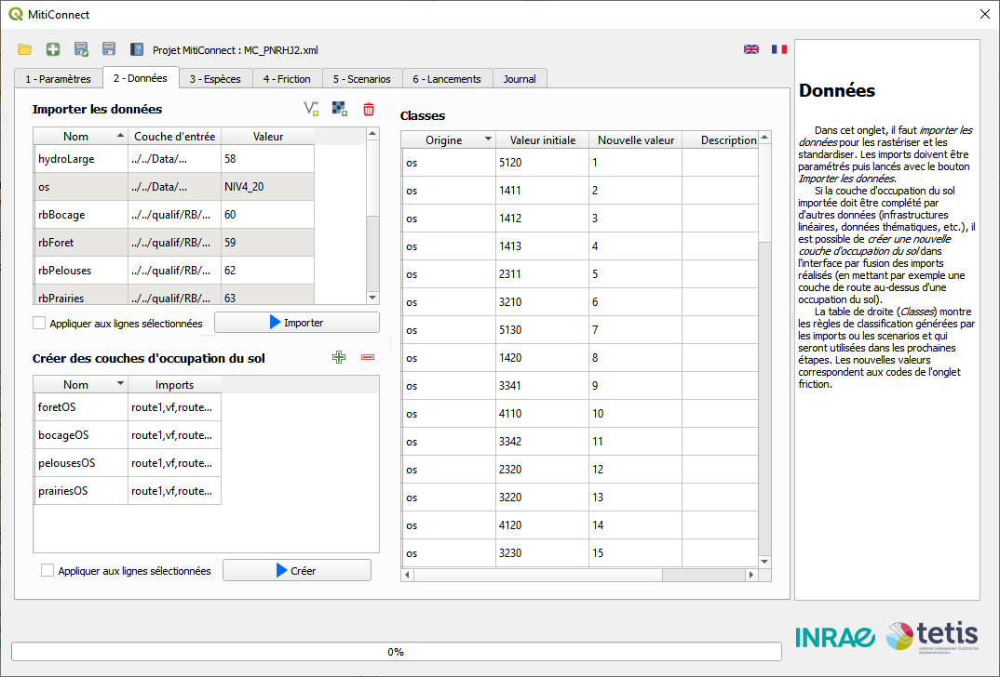 MitiConnect
Projet MitiConnect : MC_PNRHJ2.xml
1 - Paramètres
2 - Données
3 - Espèces
4 - Friction
5 - Scenarios
6 - Lancements
Journal
Importer les données
Nom Couche d'entrée Valeur
hydroLarge ../../Data/... 58
os ../../Data/... NIV4_20
rbBocage ../../qualif/RB/... 60
rbForet ../../qualif/RB/... 59
rbPelouses ../../qualif/RB/... 62
rbPrairies ../../qualif/RB/... 63
Appliquer aux lignes sélectionnées
Importer
Créer des couches d'occupation du sol
Nom Imports
foretOS route1,vf,route...
bocageOS route1,vf,route...
pelousesOS route1,vf,route...
prairiesOS route1,vf,route...
Appliquer aux lignes sélectionnées
Créer
Classes
Origine Valeur initiale Nouvelle valeur Description
os 5120 1
os 1411 2
os 1412 3
os 1413 4
os 2311 5
os 3210 6
os 5130 7
os 1420 8
os 3341 9
os 4110 10
os 3342 11
os 2320 12
os 3220 13
os 4120 14
os 3230 15
Données
Dans cet onglet, il faut importer les
données pour les rastériser et les
standardiser. Les imports doivent être
paramétrés puis lancés avec le bouton
Importer les données.
Si la couche d'occupation du sol
importée doit être complété par
d'autres données (infrastructures
linéaires, données thématiques, etc.), il
est possible de créer une nouvelle
couche d'occupation du sol dans
l'interface par fusion des imports
réalisés (en mettant par exemple une
couche de route au-dessus d'une
occupation du sol).
La table de droite (Classes) montre
les règles de classification générées par
les imports ou les scenarios et qui
seront utilisées dans les prochaines
étapes. Les nouvelles valeurs
correspondent aux codes de l'onglet
friction.
INRAE
tetis
0%